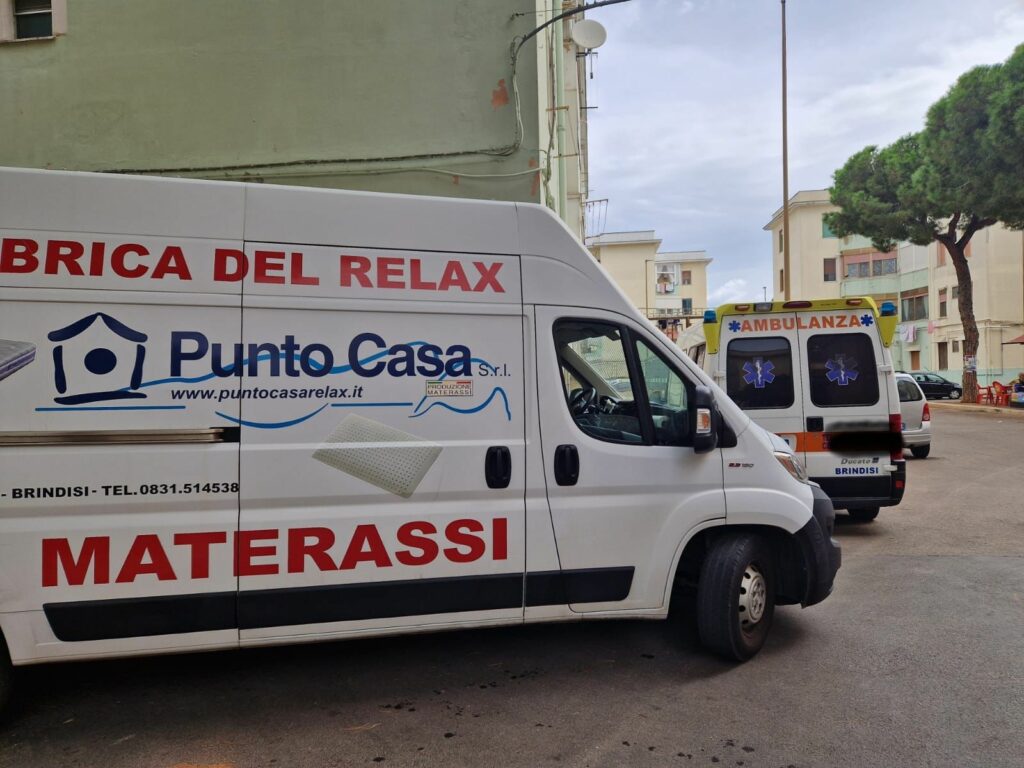 BRICA DEL RELAX
Punto Casa S.r.l.
www.puntocasarelax.it
PRODUZIONE
MATERASSI
- BRINDISI - TEL.0831.514538
MATERASSI
AMBULANZA
Ducato
BRINDISI